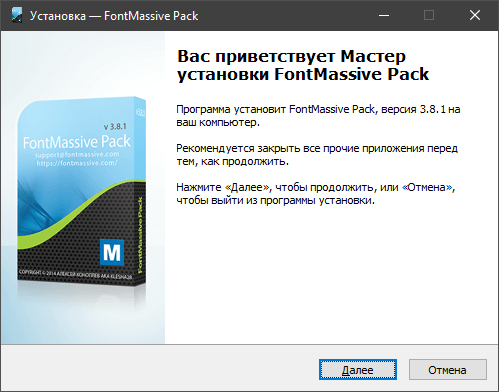 Установка — FontMassive Pack
Вас приветствует Мастер
установки FontMassive Pack
Программа установит FontMassive Pack, версия 3.8.1 на
ваш компьютер.
Рекомендуется закрыть все прочие приложения перед
тем, как продолжить.
Нажмите «Далее», чтобы продолжить, или «Отмена»,
чтобы выйти из программы установки.
v 3.8.1
FontMassive Pack
support@fontmassive.com
https://fontmassive.com/
M
FontMassive Pack
COPYRIGHT © 2014 АЛЕКСЕЙ КОНОПЛЕВ AKA KLESHA28
Далее
Отмена